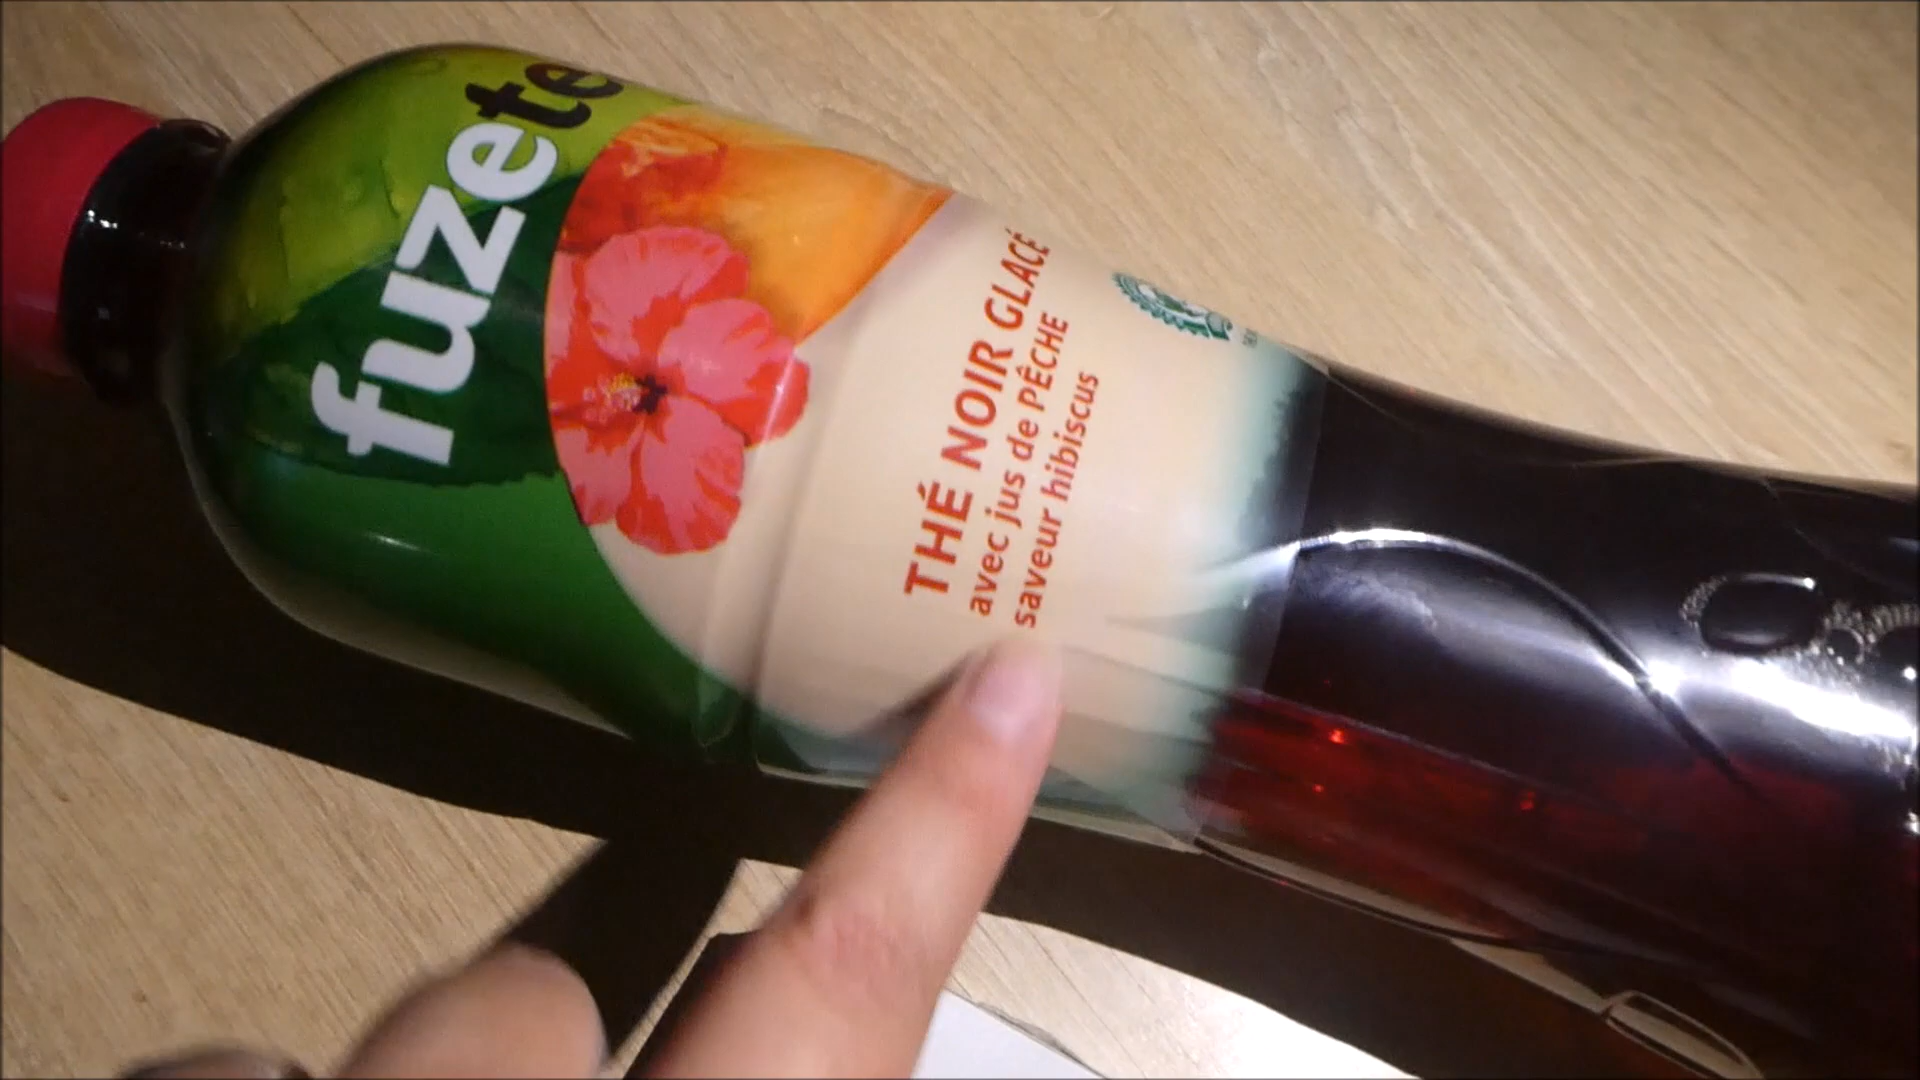 fuzete
THÉ NOIR GLACÉ
avec jus de PÊCHE
saveur hibiscus